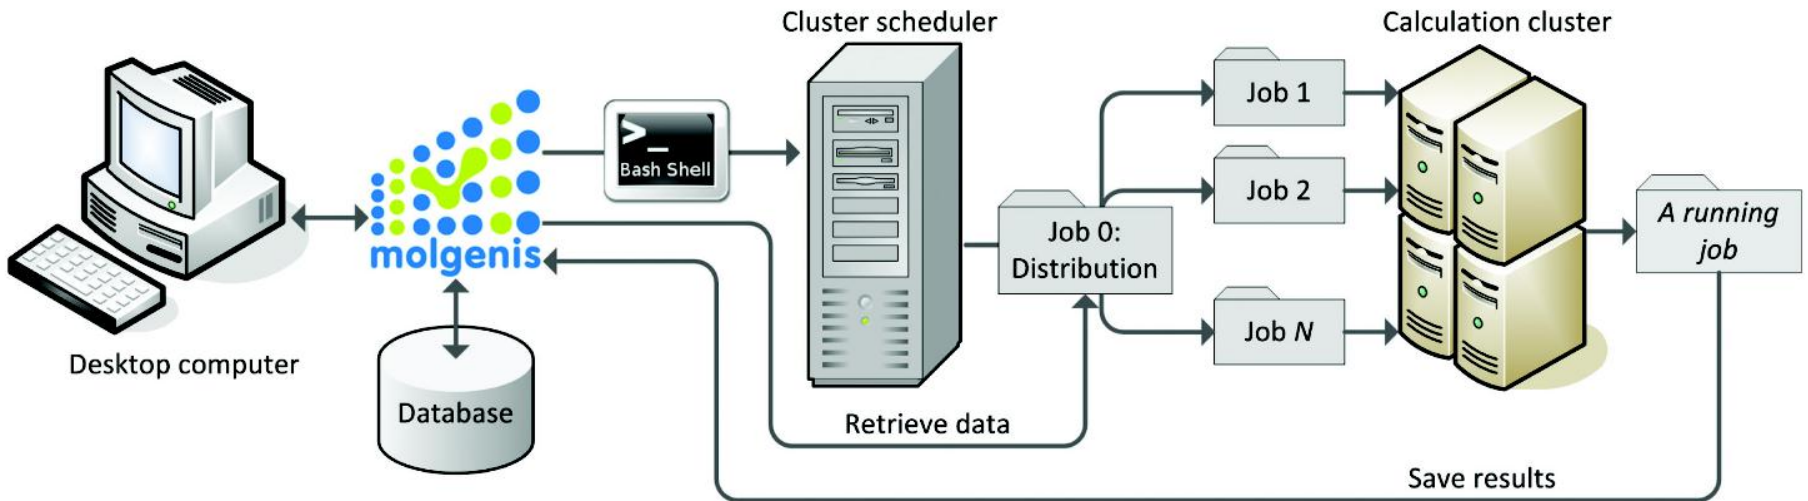 Cluster scheduler
Calculation cluster
Job 1
>_
Bash Shell
Job 2
A running
job
Job 0:
Distribution
molgenis
Job N
Desktop computer
Database
Retrieve data
Save results